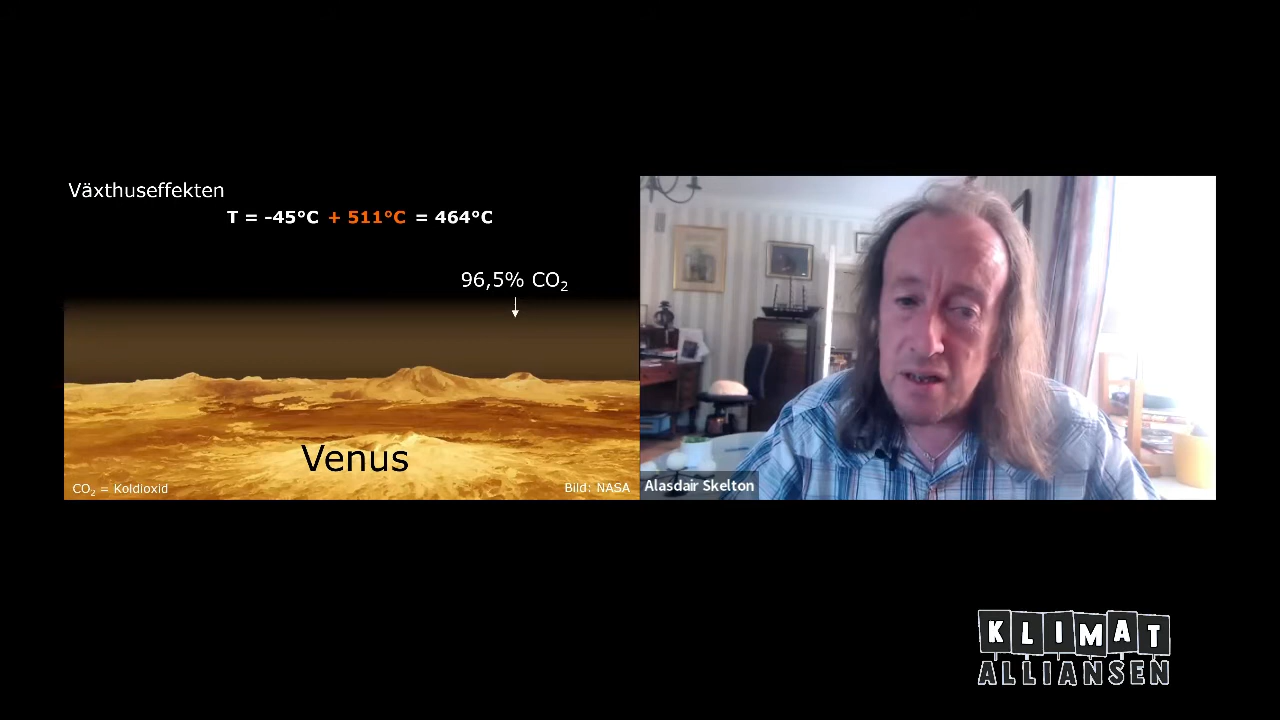 Växthuseffekten
T = -45°C + 511°C = 464°C
96,5% CO₂
Venus
CO₂ = Koldioxid
Bild: NASA
Alasdair Skelton
KLIMAT
ALLIANSEN